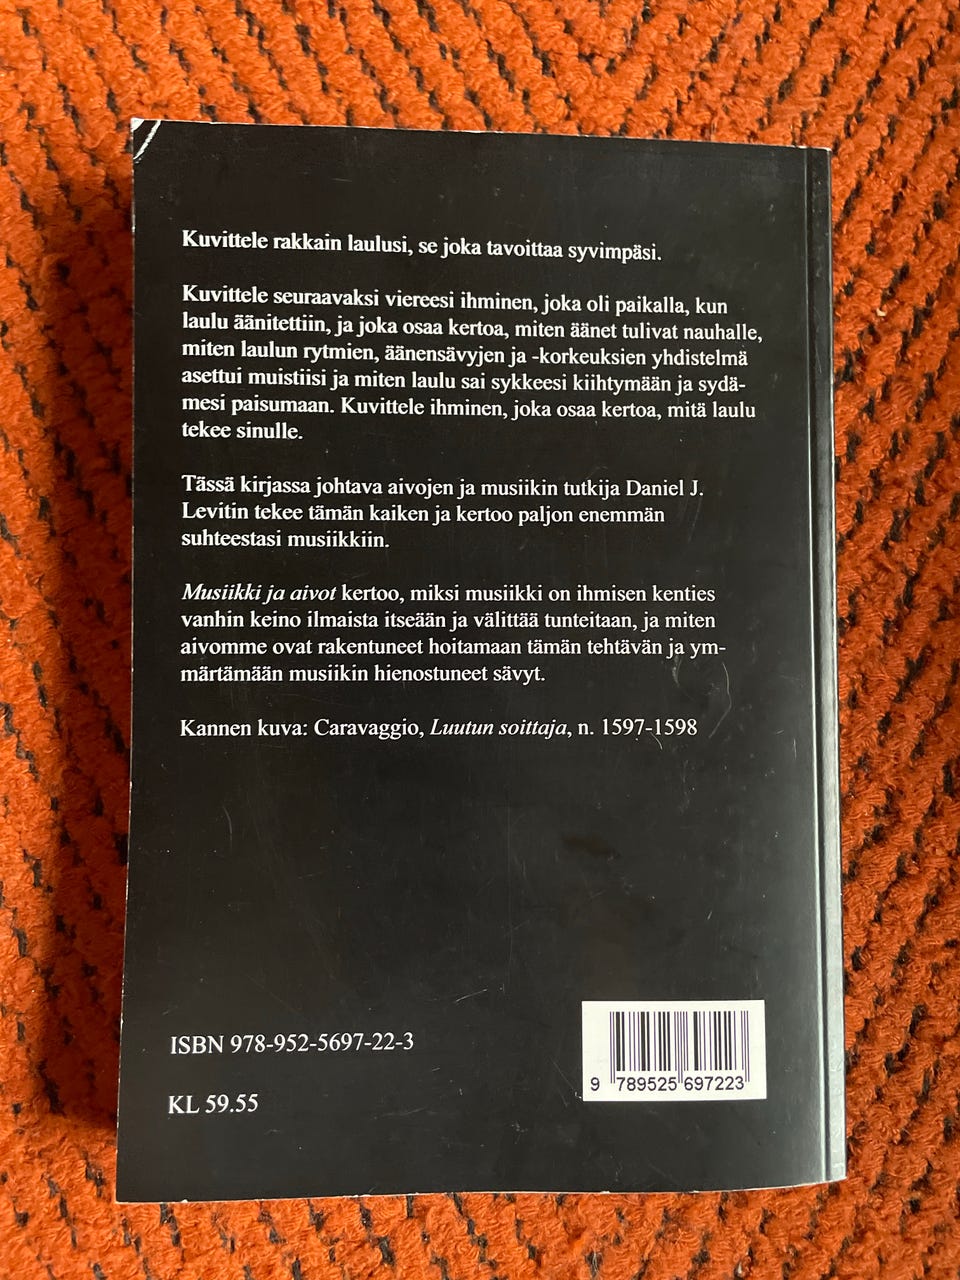 Kuvittele rakkain laulusi, se joka tavoittaa syvimpäsi.
Kuvittele seuraavaksi viereesi ihminen, joka oli paikalla, kun
laulu äänitettiin, ja joka osaa kertoa, miten äänet tulivat nauhalle,
miten laulun rytmien, äänensävyjen ja -korkeuksien yhdistelmä
asettui muistiisi ja miten laulu sai sykkeesi kiihtymään ja sydä-
mesi paisumaan. Kuvittele ihminen, joka osaa kertoa, mitä laulu
tekee sinulle.
Tässä kirjassa johtava aivojen ja musiikin tutkija Daniel J.
Levitin tekee tämän kaiken ja kertoo paljon enemmän
suhteestasi musiikkiin.
Musiikki ja aivot kertoo, miksi musiikki on ihmisen kenties
vanhin keino ilmaista itseään ja välittää tunteitaan, ja miten
aivomme ovat rakentuneet hoitamaan tämän tehtävän ja ym-
märtämään musiikin hienostuneet sävyt.
Kannen kuva: Caravaggio, Luutun soittaja, n. 1597-1598
ISBN 978-952-5697-22-3
KL 59.55
9 789525 697223